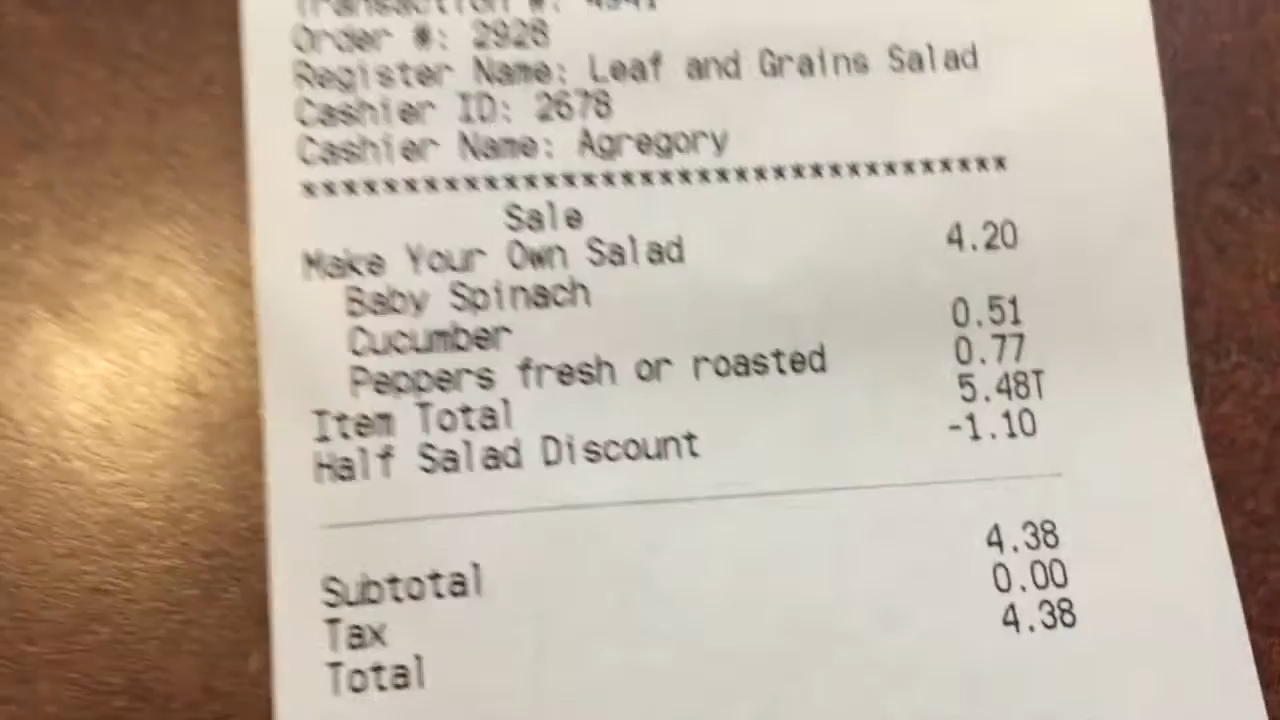 Order #: 2928
Register Name: Leaf and Grains Salad
Cashier ID: 2678
Cashier Name: Agregory
***********************************
Sale
Make Your Own Salad 4.20
Baby Spinach
Cucumber 0.51
Peppers fresh or roasted 0.77
Item Total 5.48T
Half Salad Discount -1.10
Subtotal 4.38
Tax 0.00
Total 4.38